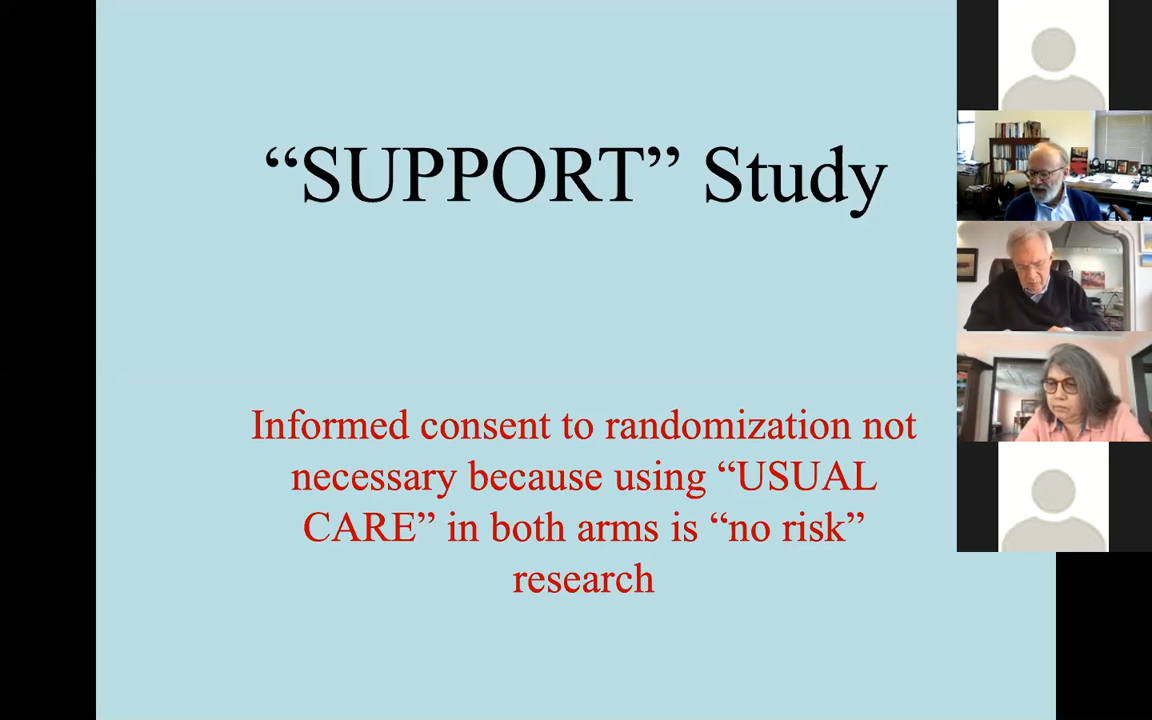 “SUPPORT” Study
Informed consent to randomization not
necessary because using “USUAL
CARE” in both arms is “no risk”
research